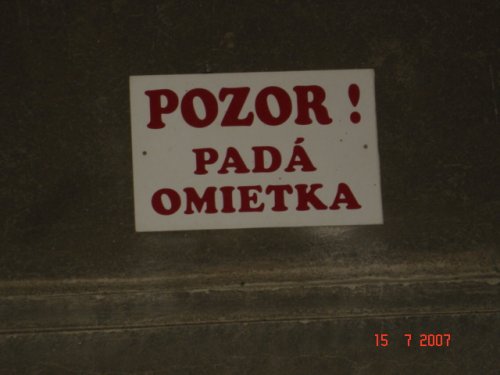 POZOR !
PADÁ
OMIETKA
15 7 2007